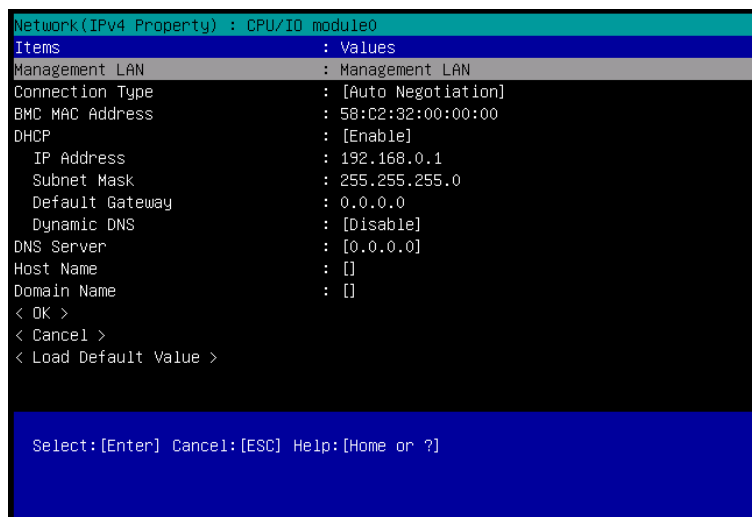 Network(IPv4 Property) : CPU/IO module0
Items : Values
Management LAN : Management LAN
Connection Type : [Auto Negotiation]
BMC MAC Address : 58:C2:32:00:00:00
DHCP : [Enable]
IP Address : 192.168.0.1
Subnet Mask : 255.255.255.0
Default Gateway : 0.0.0.0
Dynamic DNS : [Disable]
DNS Server : [0.0.0.0]
Host Name : []
Domain Name : []
< OK >
< Cancel >
< Load Default Value >
Select:[Enter] Cancel:[ESC] Help:[Home or ?]